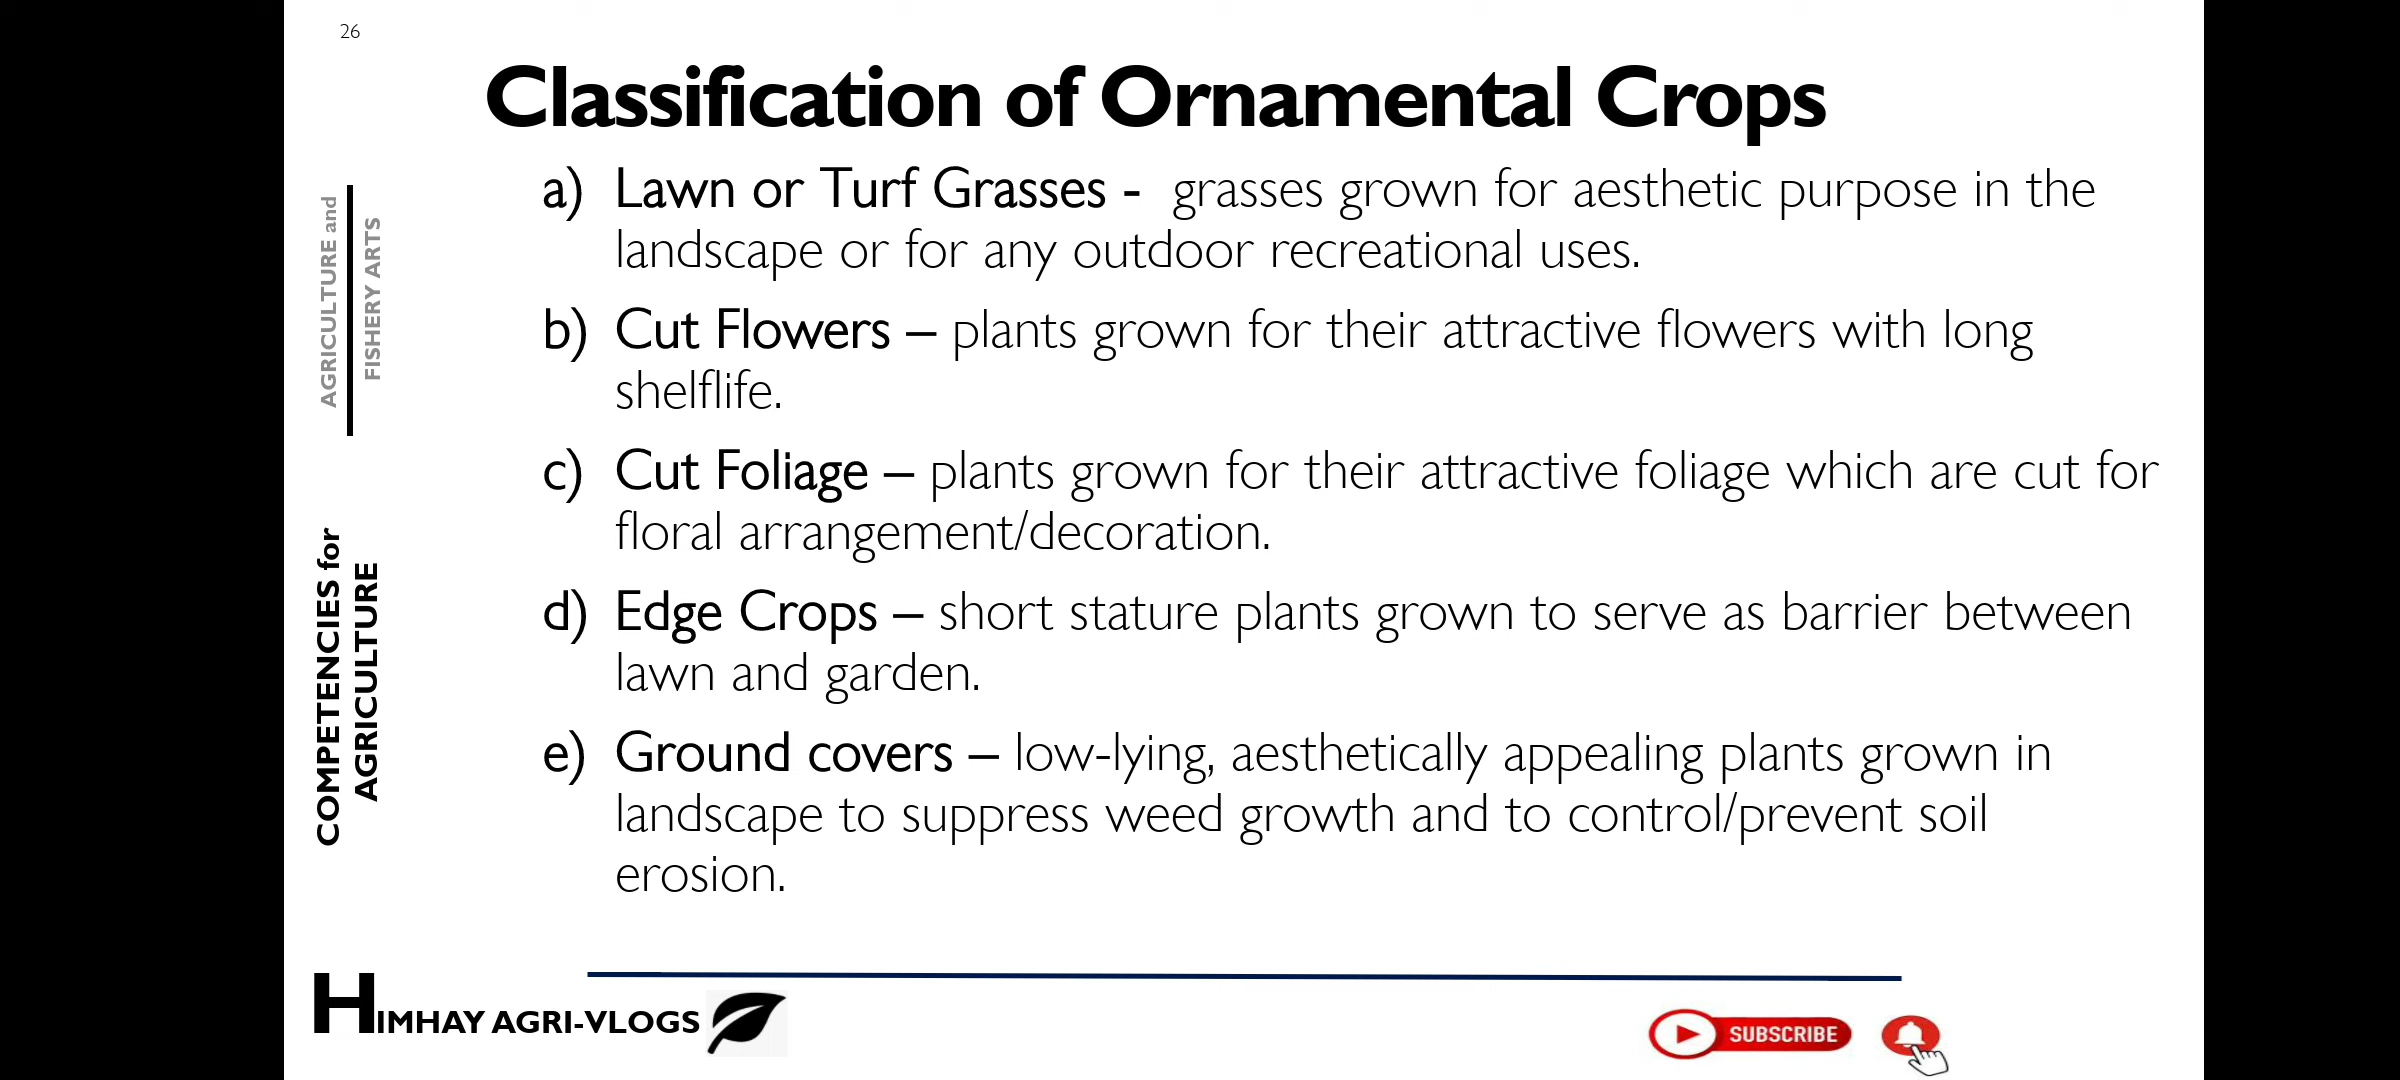 26
Classification of Ornamental Crops
a) Lawn or Turf Grasses - grasses grown for aesthetic purpose in the
landscape or for any outdoor recreational uses.
b) Cut Flowers – plants grown for their attractive flowers with long
shelflife.
c) Cut Foliage – plants grown for their attractive foliage which are cut for
floral arrangement/decoration.
d) Edge Crops – short stature plants grown to serve as barrier between
lawn and garden.
e) Ground covers – low-lying, aesthetically appealing plants grown in
landscape to suppress weed growth and to control/prevent soil
erosion.
AGRICULTURE and
FISHERY ARTS
COMPETENCIES for
AGRICULTURE
HIMHAY AGRI-VLOGS
SUBSCRIBE